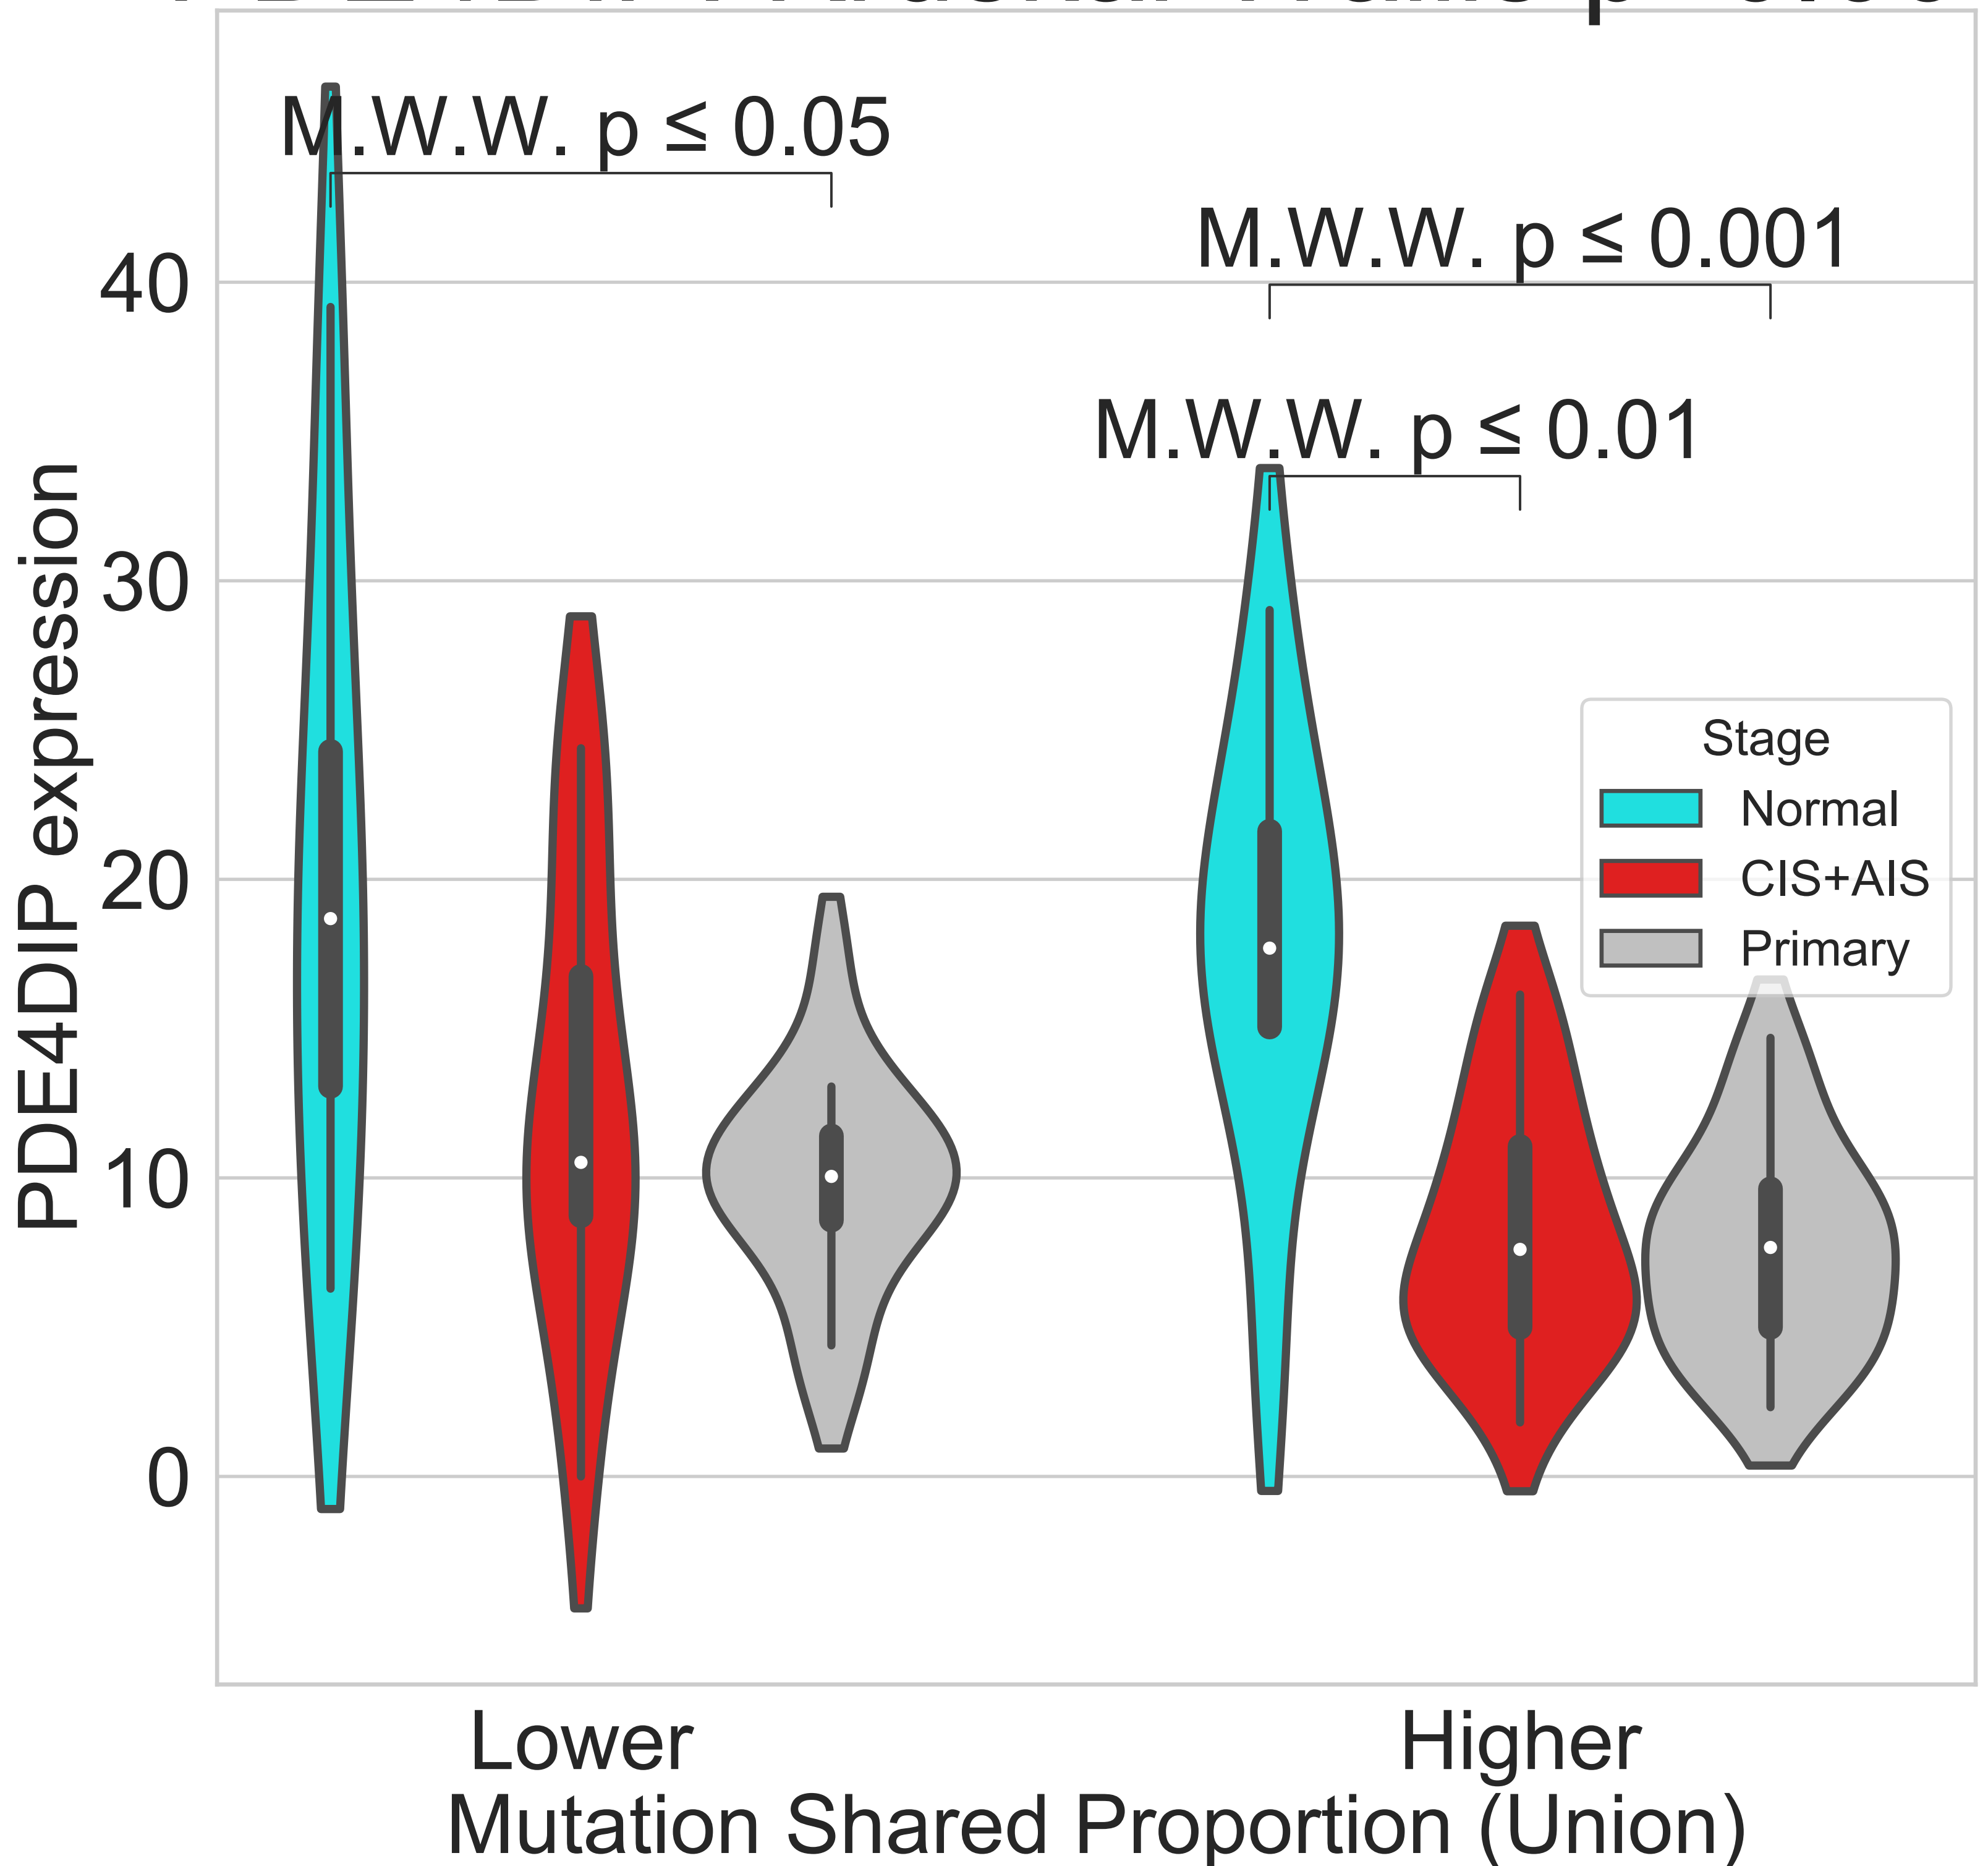 M.W.W. p ≤ 0.05
M.W.W. p ≤ 0.001
M.W.W. p ≤ 0.01
40
30
20
10
0
PDE4DIP expression
Stage
Normal
CIS+AIS
Primary
Lower
Higher
Mutation Shared Proportion (Union)